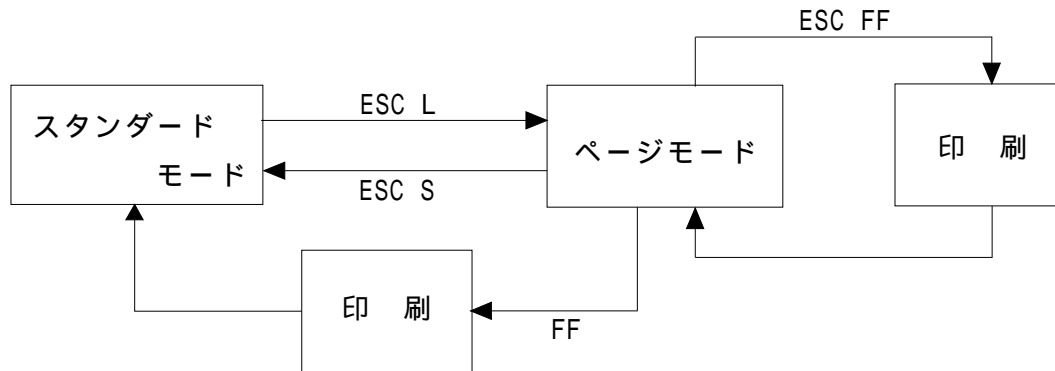 ESC FF
スタンダード
モード
ESC L
ページモード
印 刷
ESC S
印 刷
FF